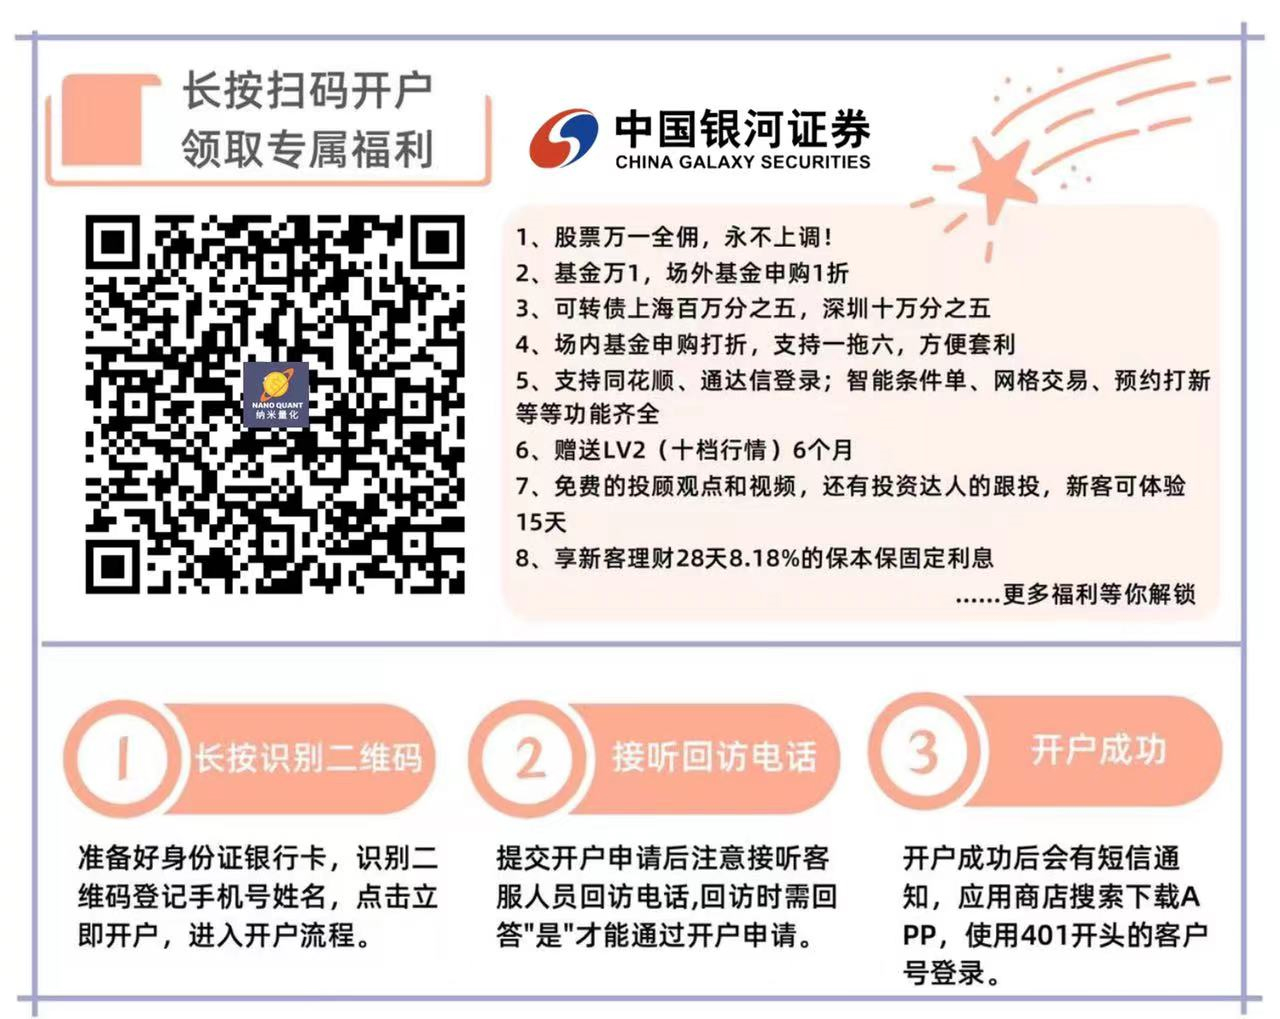 长按扫码开户
领取专属福利
中国银河证券
CHINA GALAXY SECURITIES
NANO QUANT
纳米量化
1、股票万一全佣，永不上调！
2、基金万1，场外基金申购1折
3、可转债上海百万分之五，深圳十万分之五
4、场内基金申购打折，支持一拖六，方便套利
5、支持同花顺、通达信登录；智能条件单、网格交易、预约打新
等等功能齐全
6、赠送LV2（十档行情）6个月
7、免费的投顾观点和视频，还有投资达人的跟投，新客可体验
15天
8、享新客理财28天8.18%的保本保固定利息
......更多福利等你解锁
1
长按识别二维码
准备好身份证银行卡，识别二
维码登记手机号姓名，点击立
即开户，进入开户流程。
2
接听回访电话
提交开户申请后注意接听客
服人员回访电话,回访时需回
答"是"才能通过开户申请。
3
开户成功
开户成功后会有短信通
知，应用商店搜索下载A
PP，使用401开头的客户
号登录。